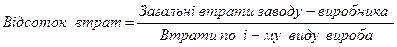 Відсоток втрат = Загальні втрати заводу – виробника
Втрати по і – му виду вироба